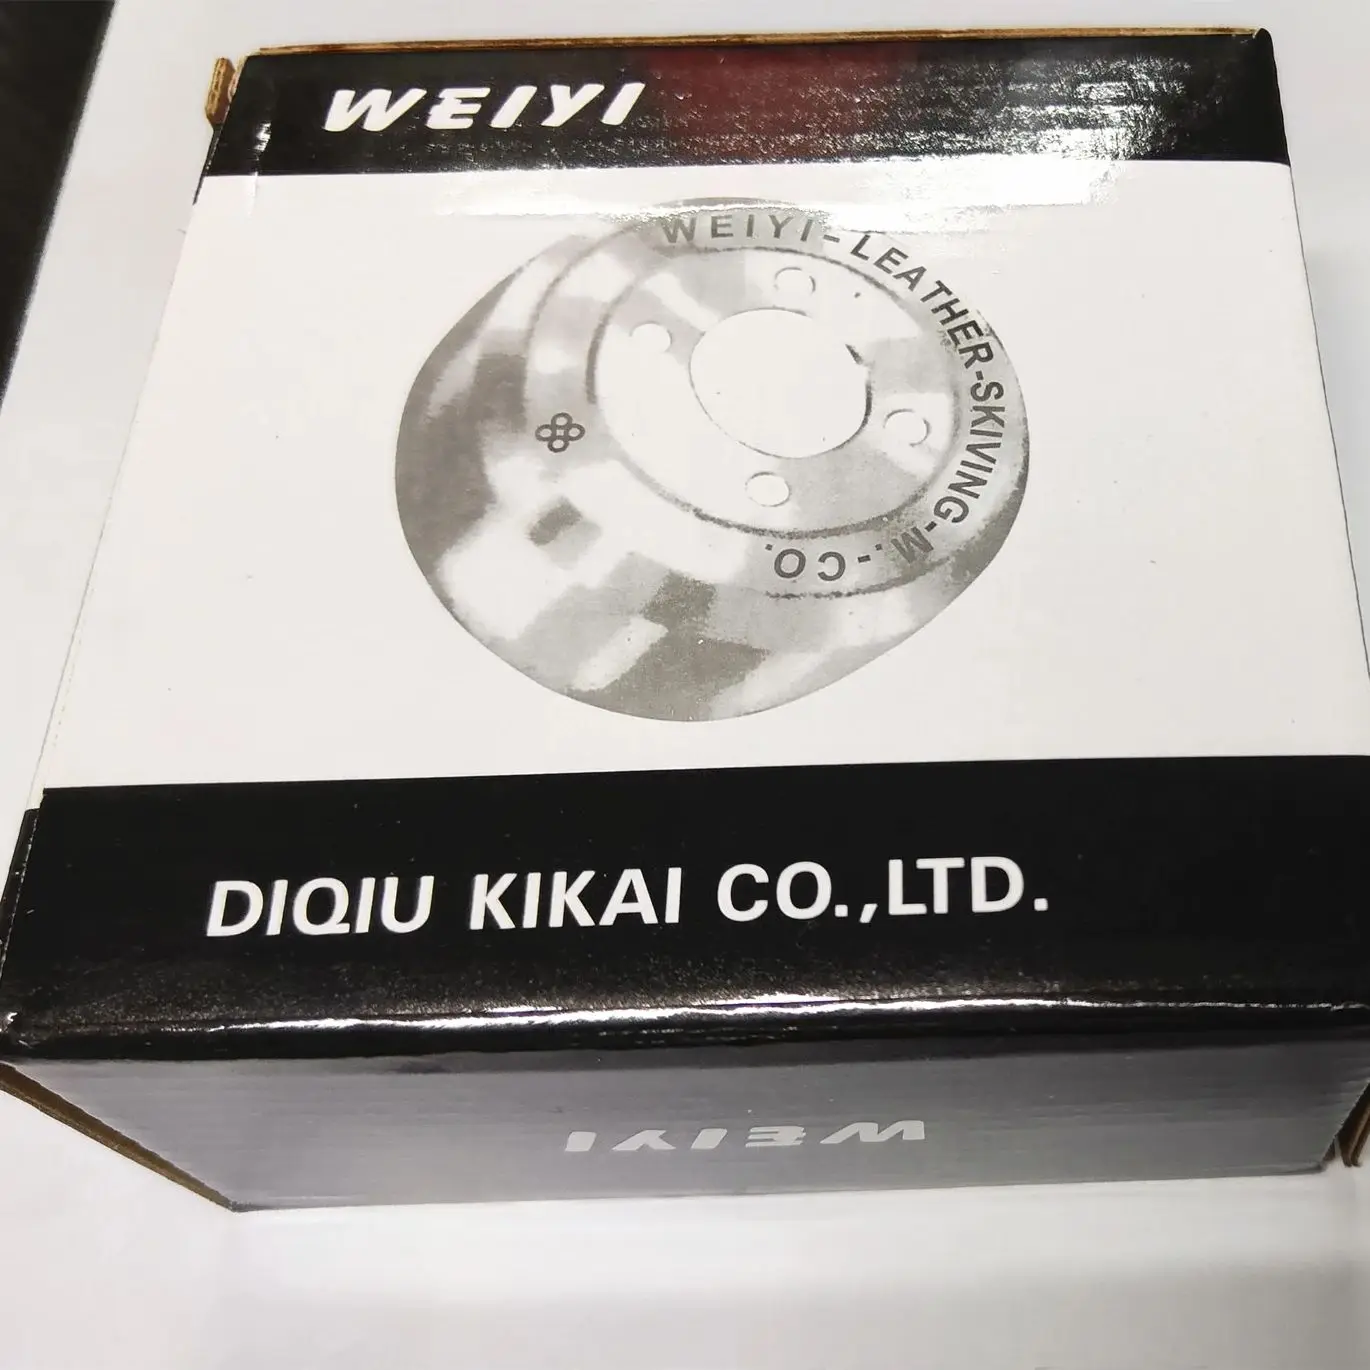 WEIYI
WEIYI-LEATHER-SKIVING-M.-CO.
DIQIU KIKAI CO.,LTD.
WEIYI